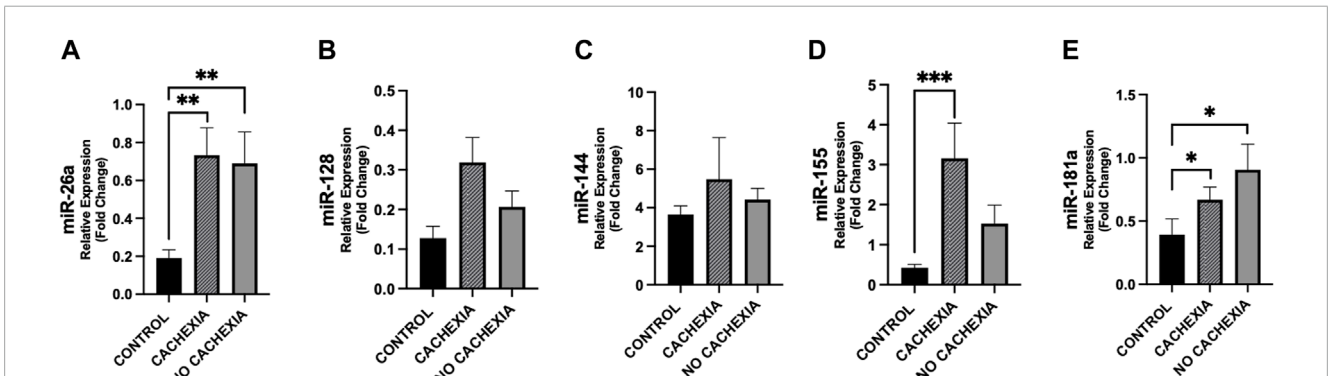 A
B
C
D
E
**
**
***
*
*
miR-26a
Relative Expression
(Fold Change)
1.0
0.8
0.6
0.4
0.2
0.0
CONTROL
CACHEXIA
NO CACHEXIA
miR-128
Relative Expression
(Fold Change)
0.5
0.4
0.3
0.2
0.1
0.0
CONTROL
CACHEXIA
NO CACHEXIA
miR-144
Relative Expression
(Fold Change)
10
8
6
4
2
0
CONTROL
CACHEXIA
NO CACHEXIA
miR-155
Relative Expression
(Fold Change)
5
4
3
2
1
0
CONTROL
CACHEXIA
NO CACHEXIA
miR-181a
Relative Expression
(Fold Change)
1.5
1.0
0.5
0.0
CONTROL
CACHEXIA
NO CACHEXIA